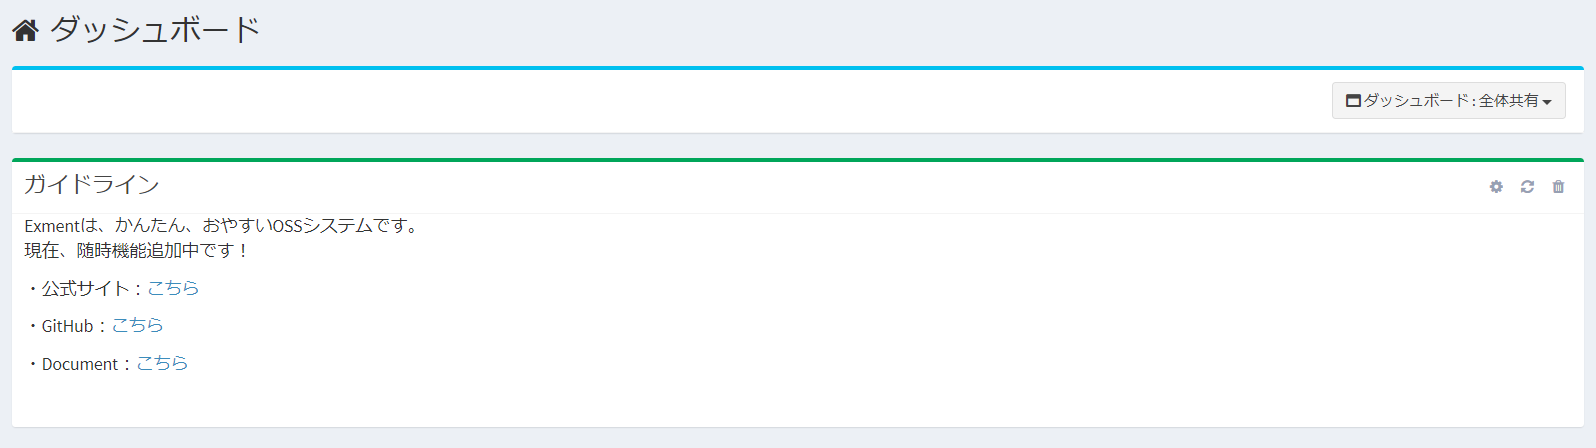 ダッシュボード
ダッシュボード : 全体共有
ガイドライン
Exmentは、かんたん、おやすいOSSシステムです。
現在、随時機能追加中です！
・公式サイト：こちら
・GitHub：こちら
・Document：こちら